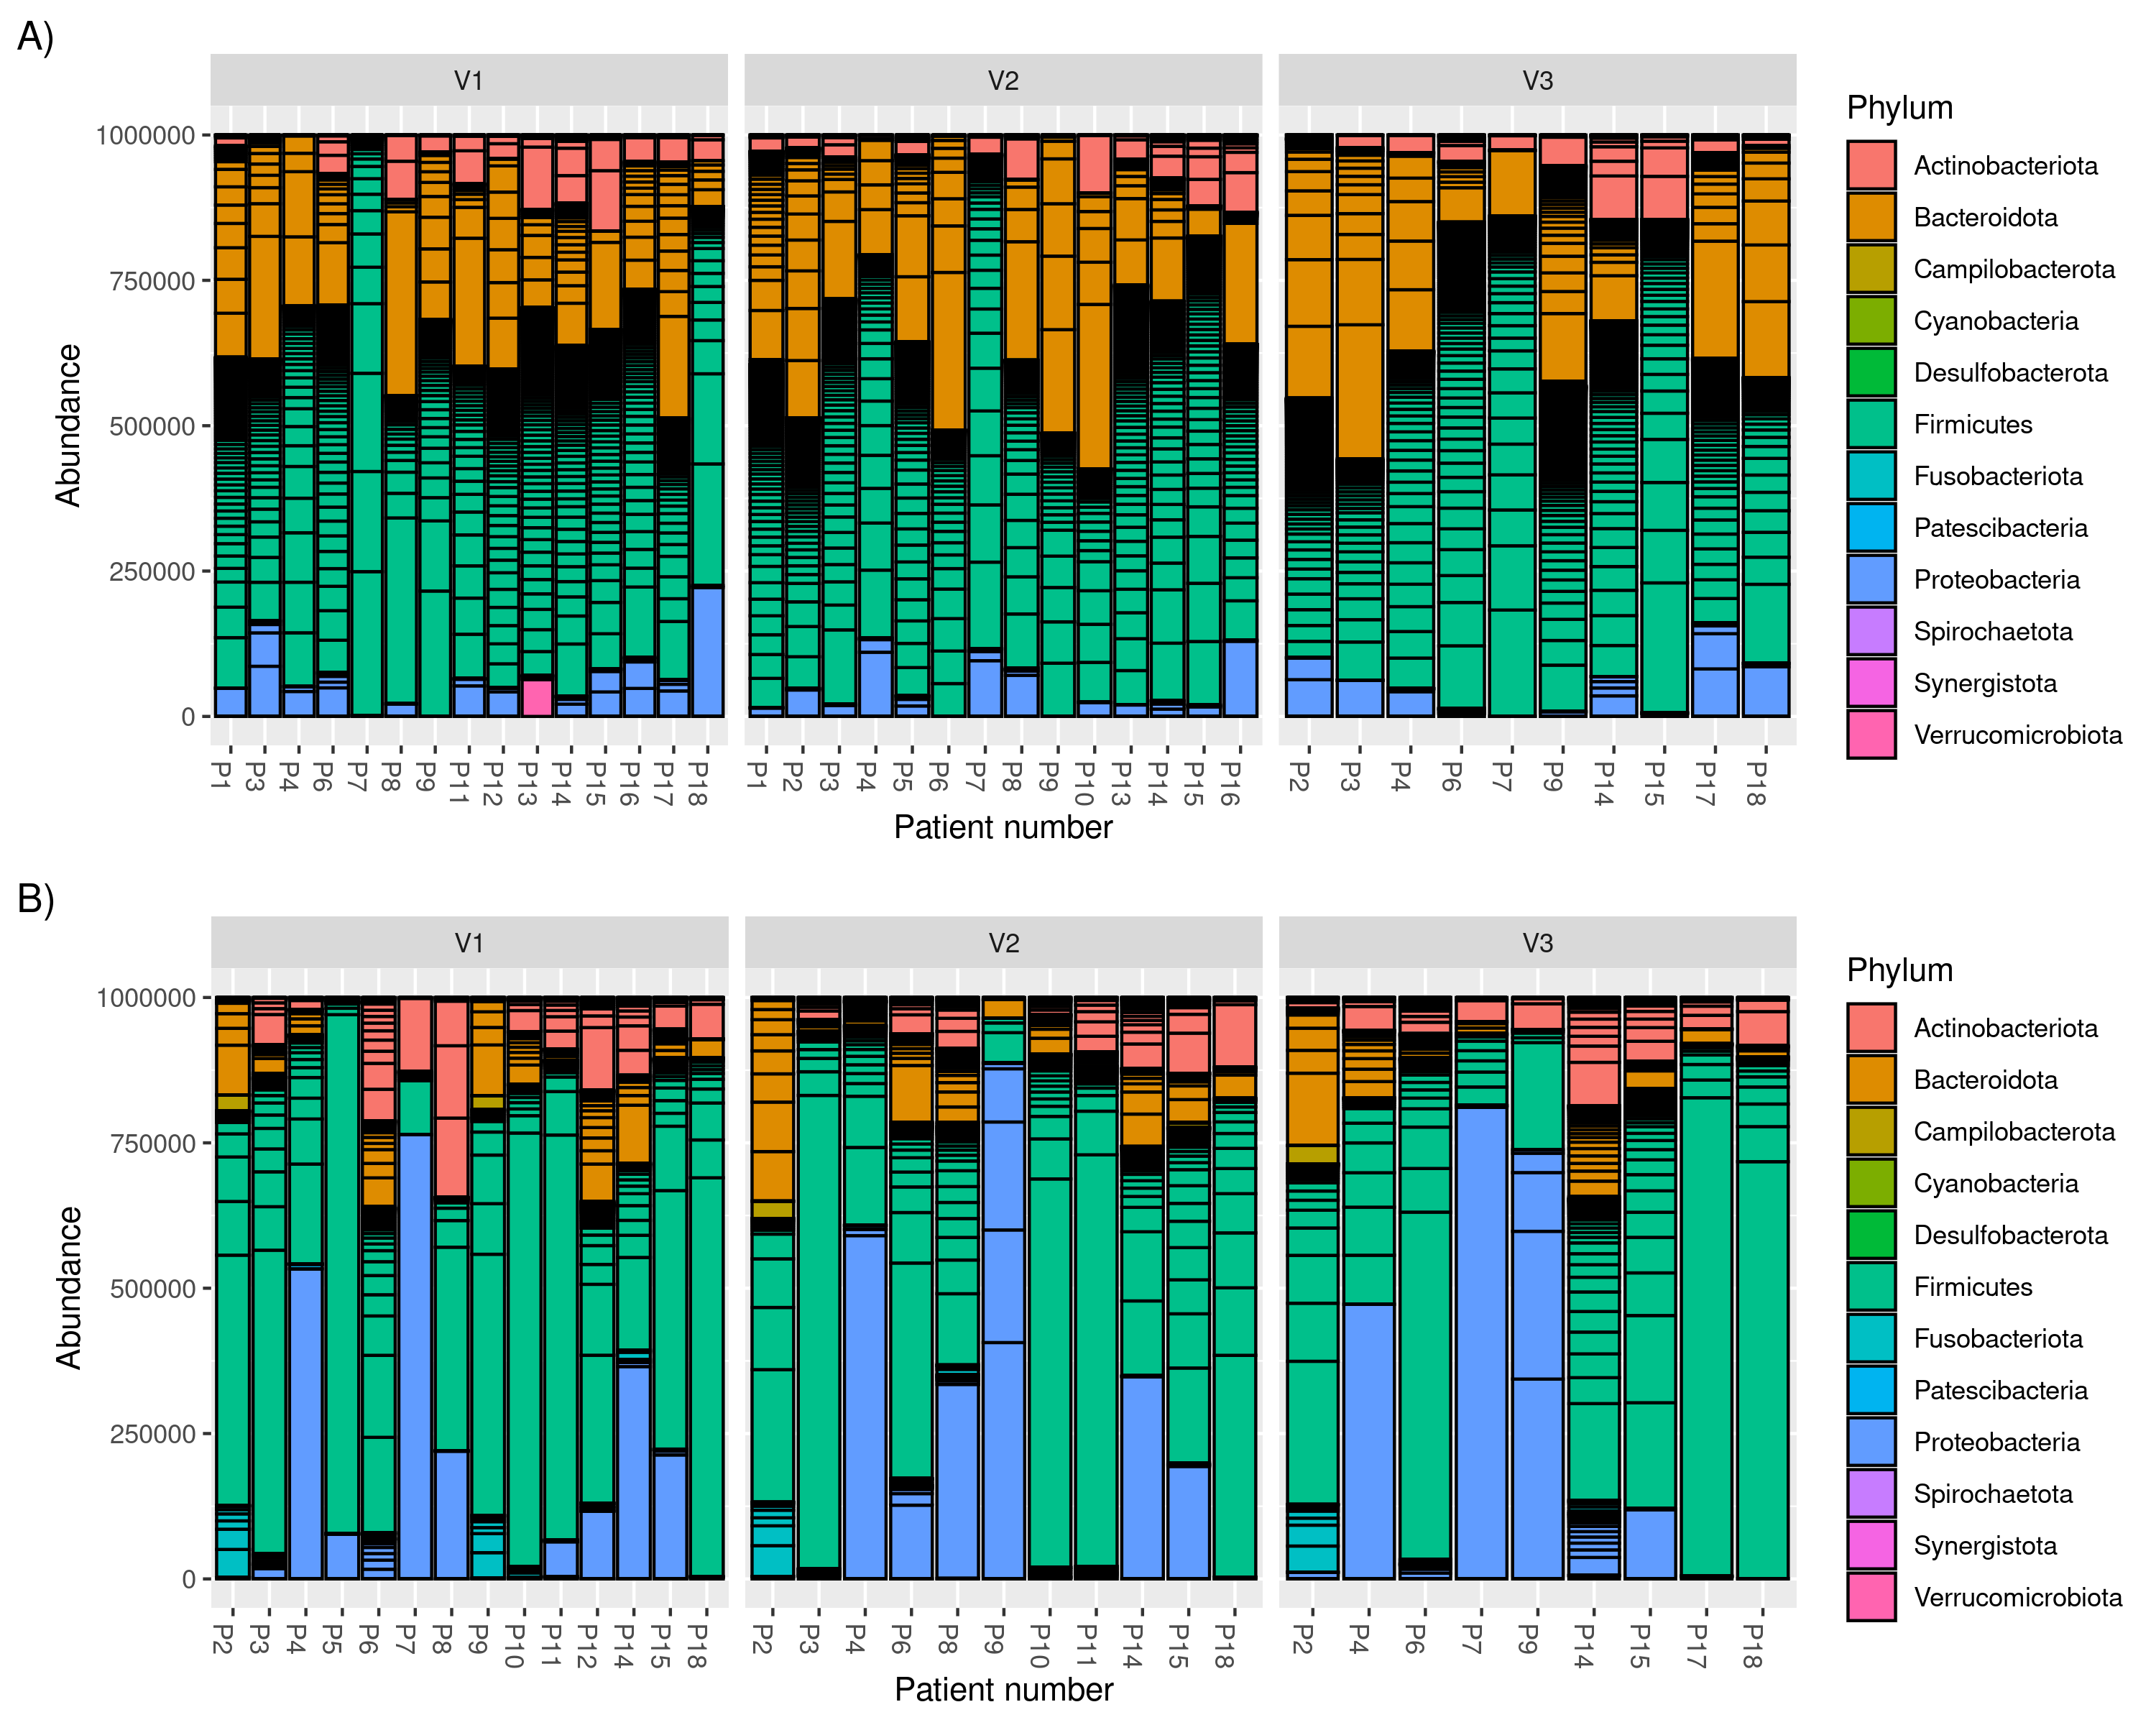 A)
V1 V2 V3
Phylum
Actinobacteriota
Bacteroidota
Campilobacterota
Cyanobacteria
Desulfobacterota
Firmicutes
Fusobacteriota
Patescibacteria
Proteobacteria
Spirochaetota
Synergistota
Verrucomicrobiota
Abundance
1000000
750000
500000
250000
0
P1 P3 P4 P6 P7 P8 P9 P11 P12 P13 P14 P15 P16 P17 P18 P1 P2 P3 P4 P5 P6 P7 P8 P9 P10 P13 P14 P15 P16 P2 P3 P4 P6 P7 P9 P14 P15 P17 P18
Patient number
B)
V1 V2 V3
Phylum
Actinobacteriota
Bacteroidota
Campilobacterota
Cyanobacteria
Desulfobacterota
Firmicutes
Fusobacteriota
Patescibacteria
Proteobacteria
Spirochaetota
Synergistota
Verrucomicrobiota
Abundance
1000000
750000
500000
250000
0
P2 P3 P4 P5 P6 P7 P8 P9 P10 P11 P12 P14 P15 P18 P2 P3 P4 P6 P8 P9 P10 P11 P14 P15 P18 P2 P4 P6 P7 P9 P14 P15 P17 P18
Patient number